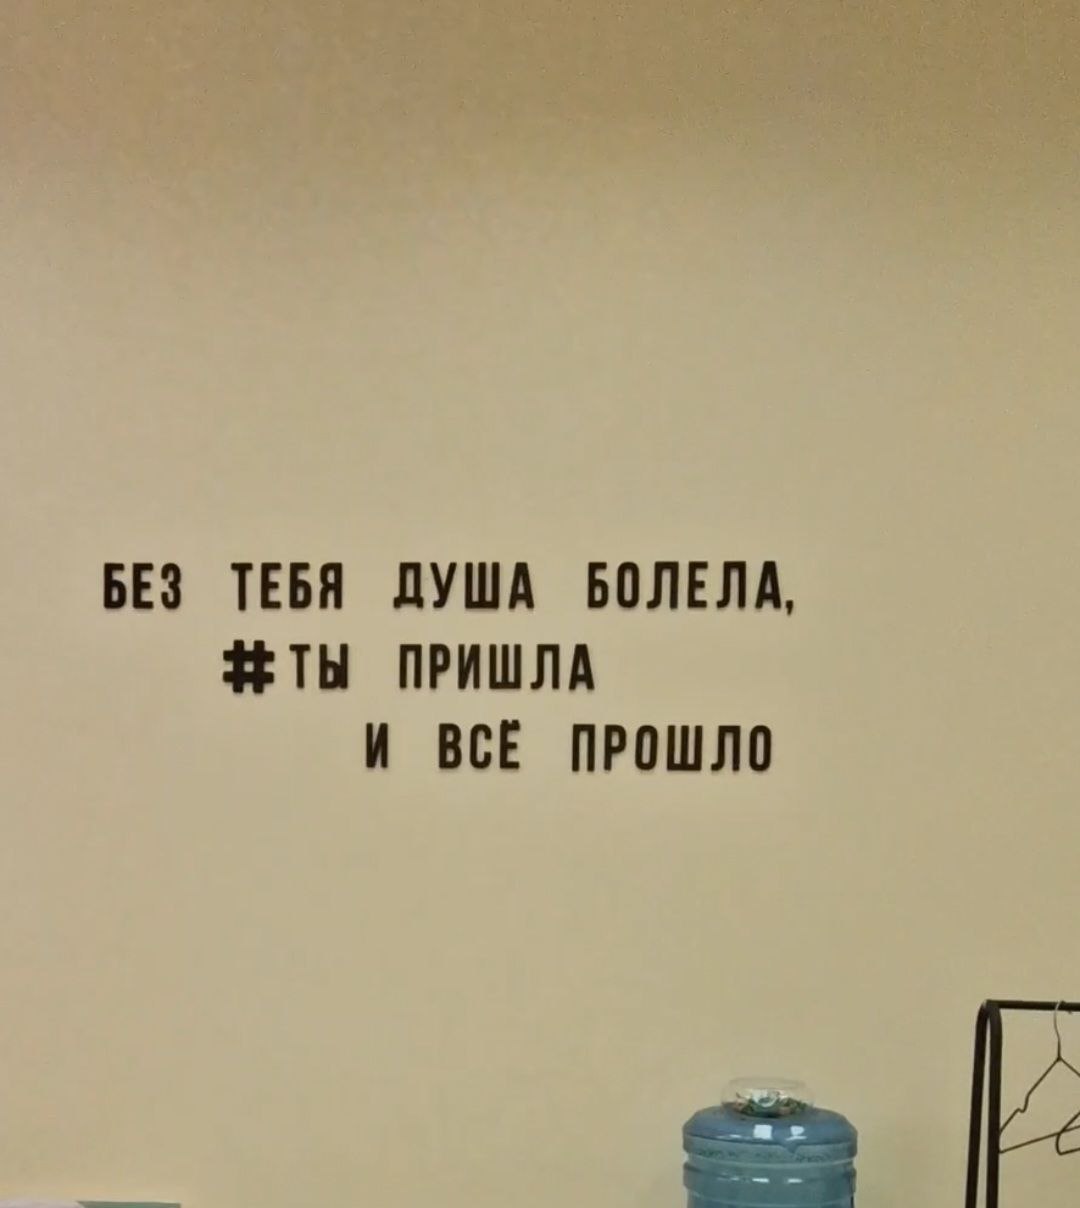 БЕЗ ТЕБЯ ДУША БОЛЕЛА,
#ТЫ ПРИШЛА
И ВСЁ ПРОШЛО